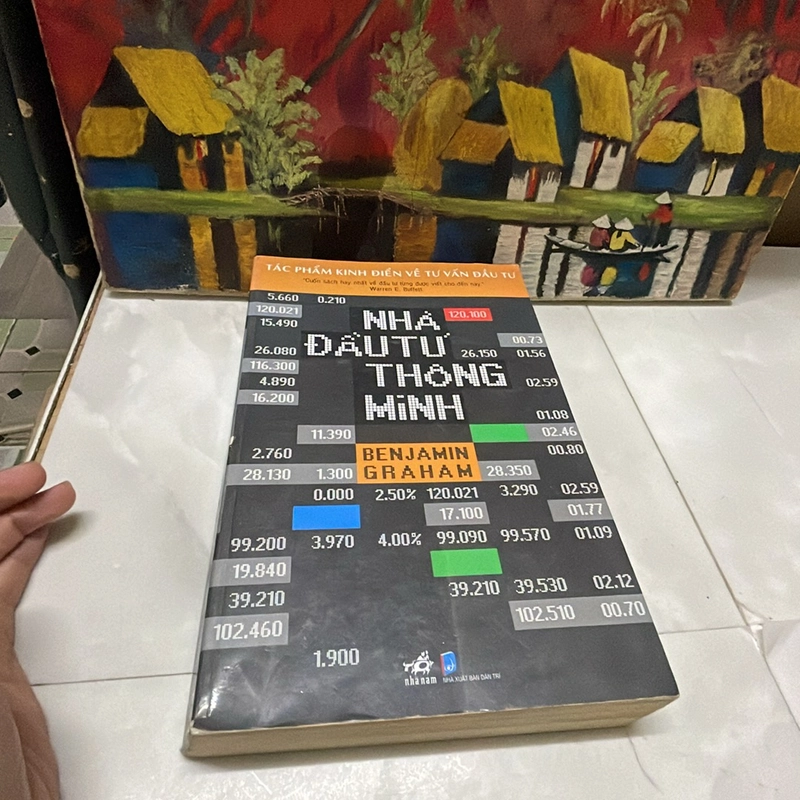 TÁC PHẨM KINH ĐIỂN VỀ TƯ VẤN ĐẦU TƯ
"Cuốn sách hay nhất về đầu tư từng được viết cho đến nay."
Warren E. Buffett
5.660 0.210
120.021 NHÀ 120.100
15.490
ĐẦU TƯ 00.73
26.080 26.150 01.56
116.300 THÔNG
4.890 02.59
16.200 MINH
01.08
11.390 02.46
2.760 BENJAMIN 00.80
28.130 1.300 GRAHAM 28.350
0.000 2.50% 120.021 3.290 02.59
17.100 01.77
99.200 3.970 4.00% 99.090 99.570 01.09
19.840
39.210 39.210 39.530 02.12
102.460 102.510 00.70
1.900
nhã nam NHÀ XUẤT BẢN DÂN TRÍ